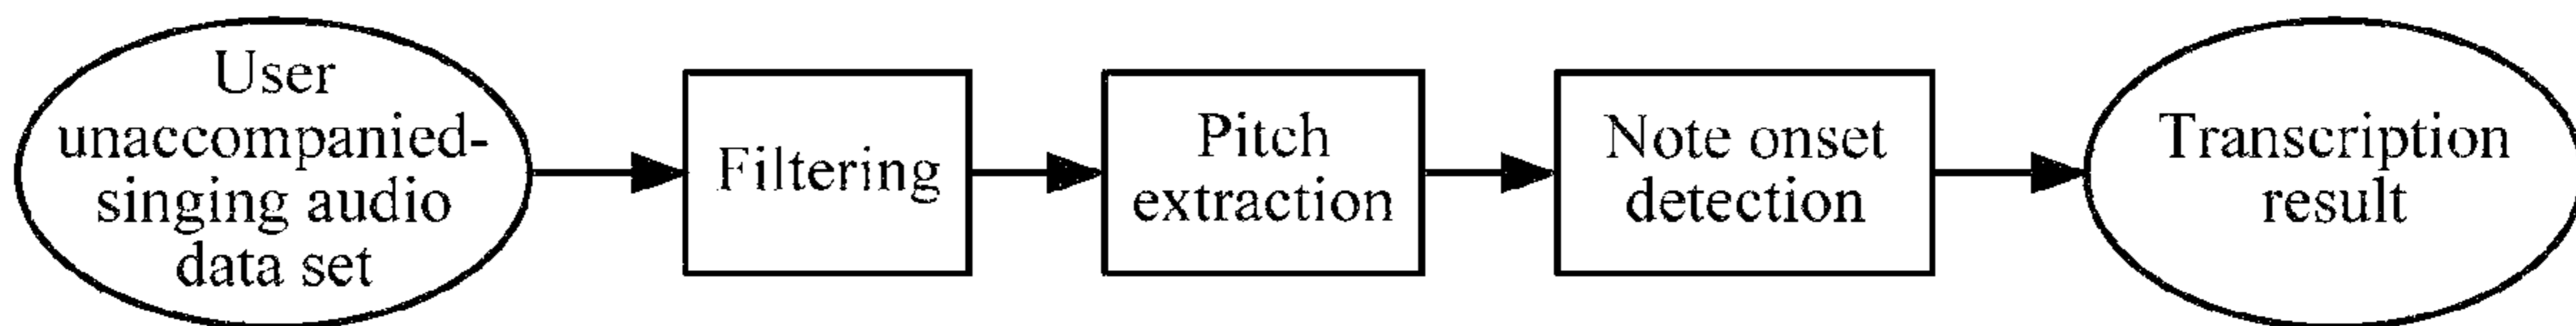 User
unaccompanied-
singing audio
data set
Filtering
Pitch
extraction
Note onset
detection
Transcription
result